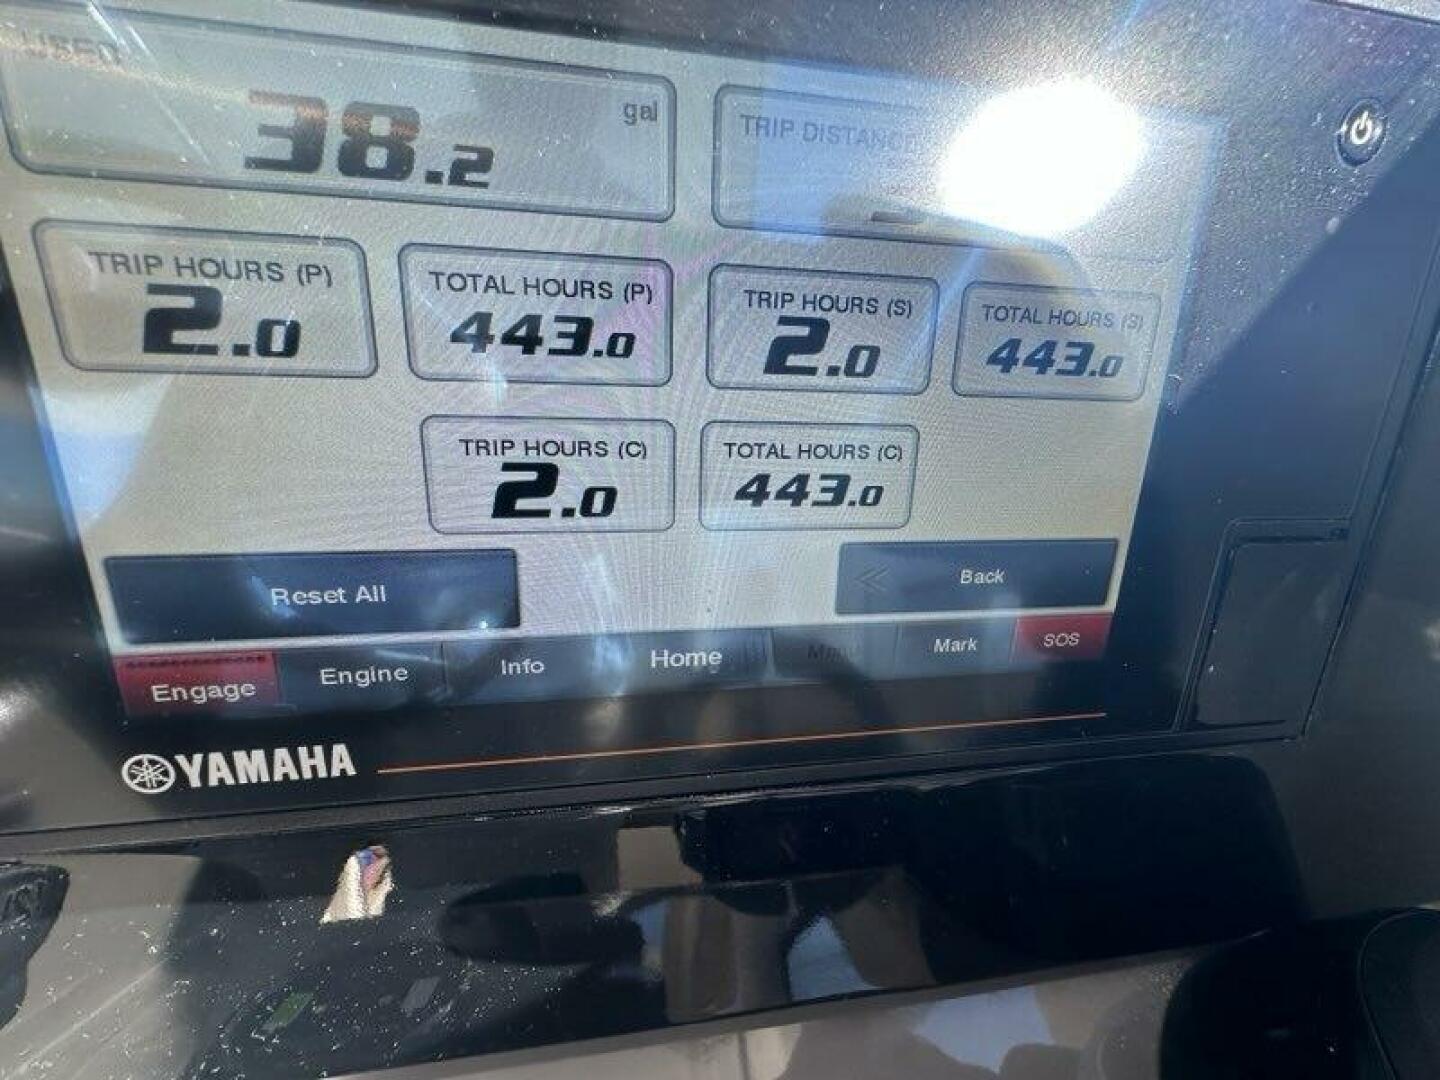 USED
38.2 gal
TRIP DISTANCE
TRIP HOURS (P)
2.0
TOTAL HOURS (P)
443.0
TRIP HOURS (S)
2.0
TOTAL HOURS (S)
443.0
TRIP HOURS (C)
2.0
TOTAL HOURS (C)
443.0
Reset All
Back
Engage
Engine
Info
Home
Mark
SOS
YAMAHA